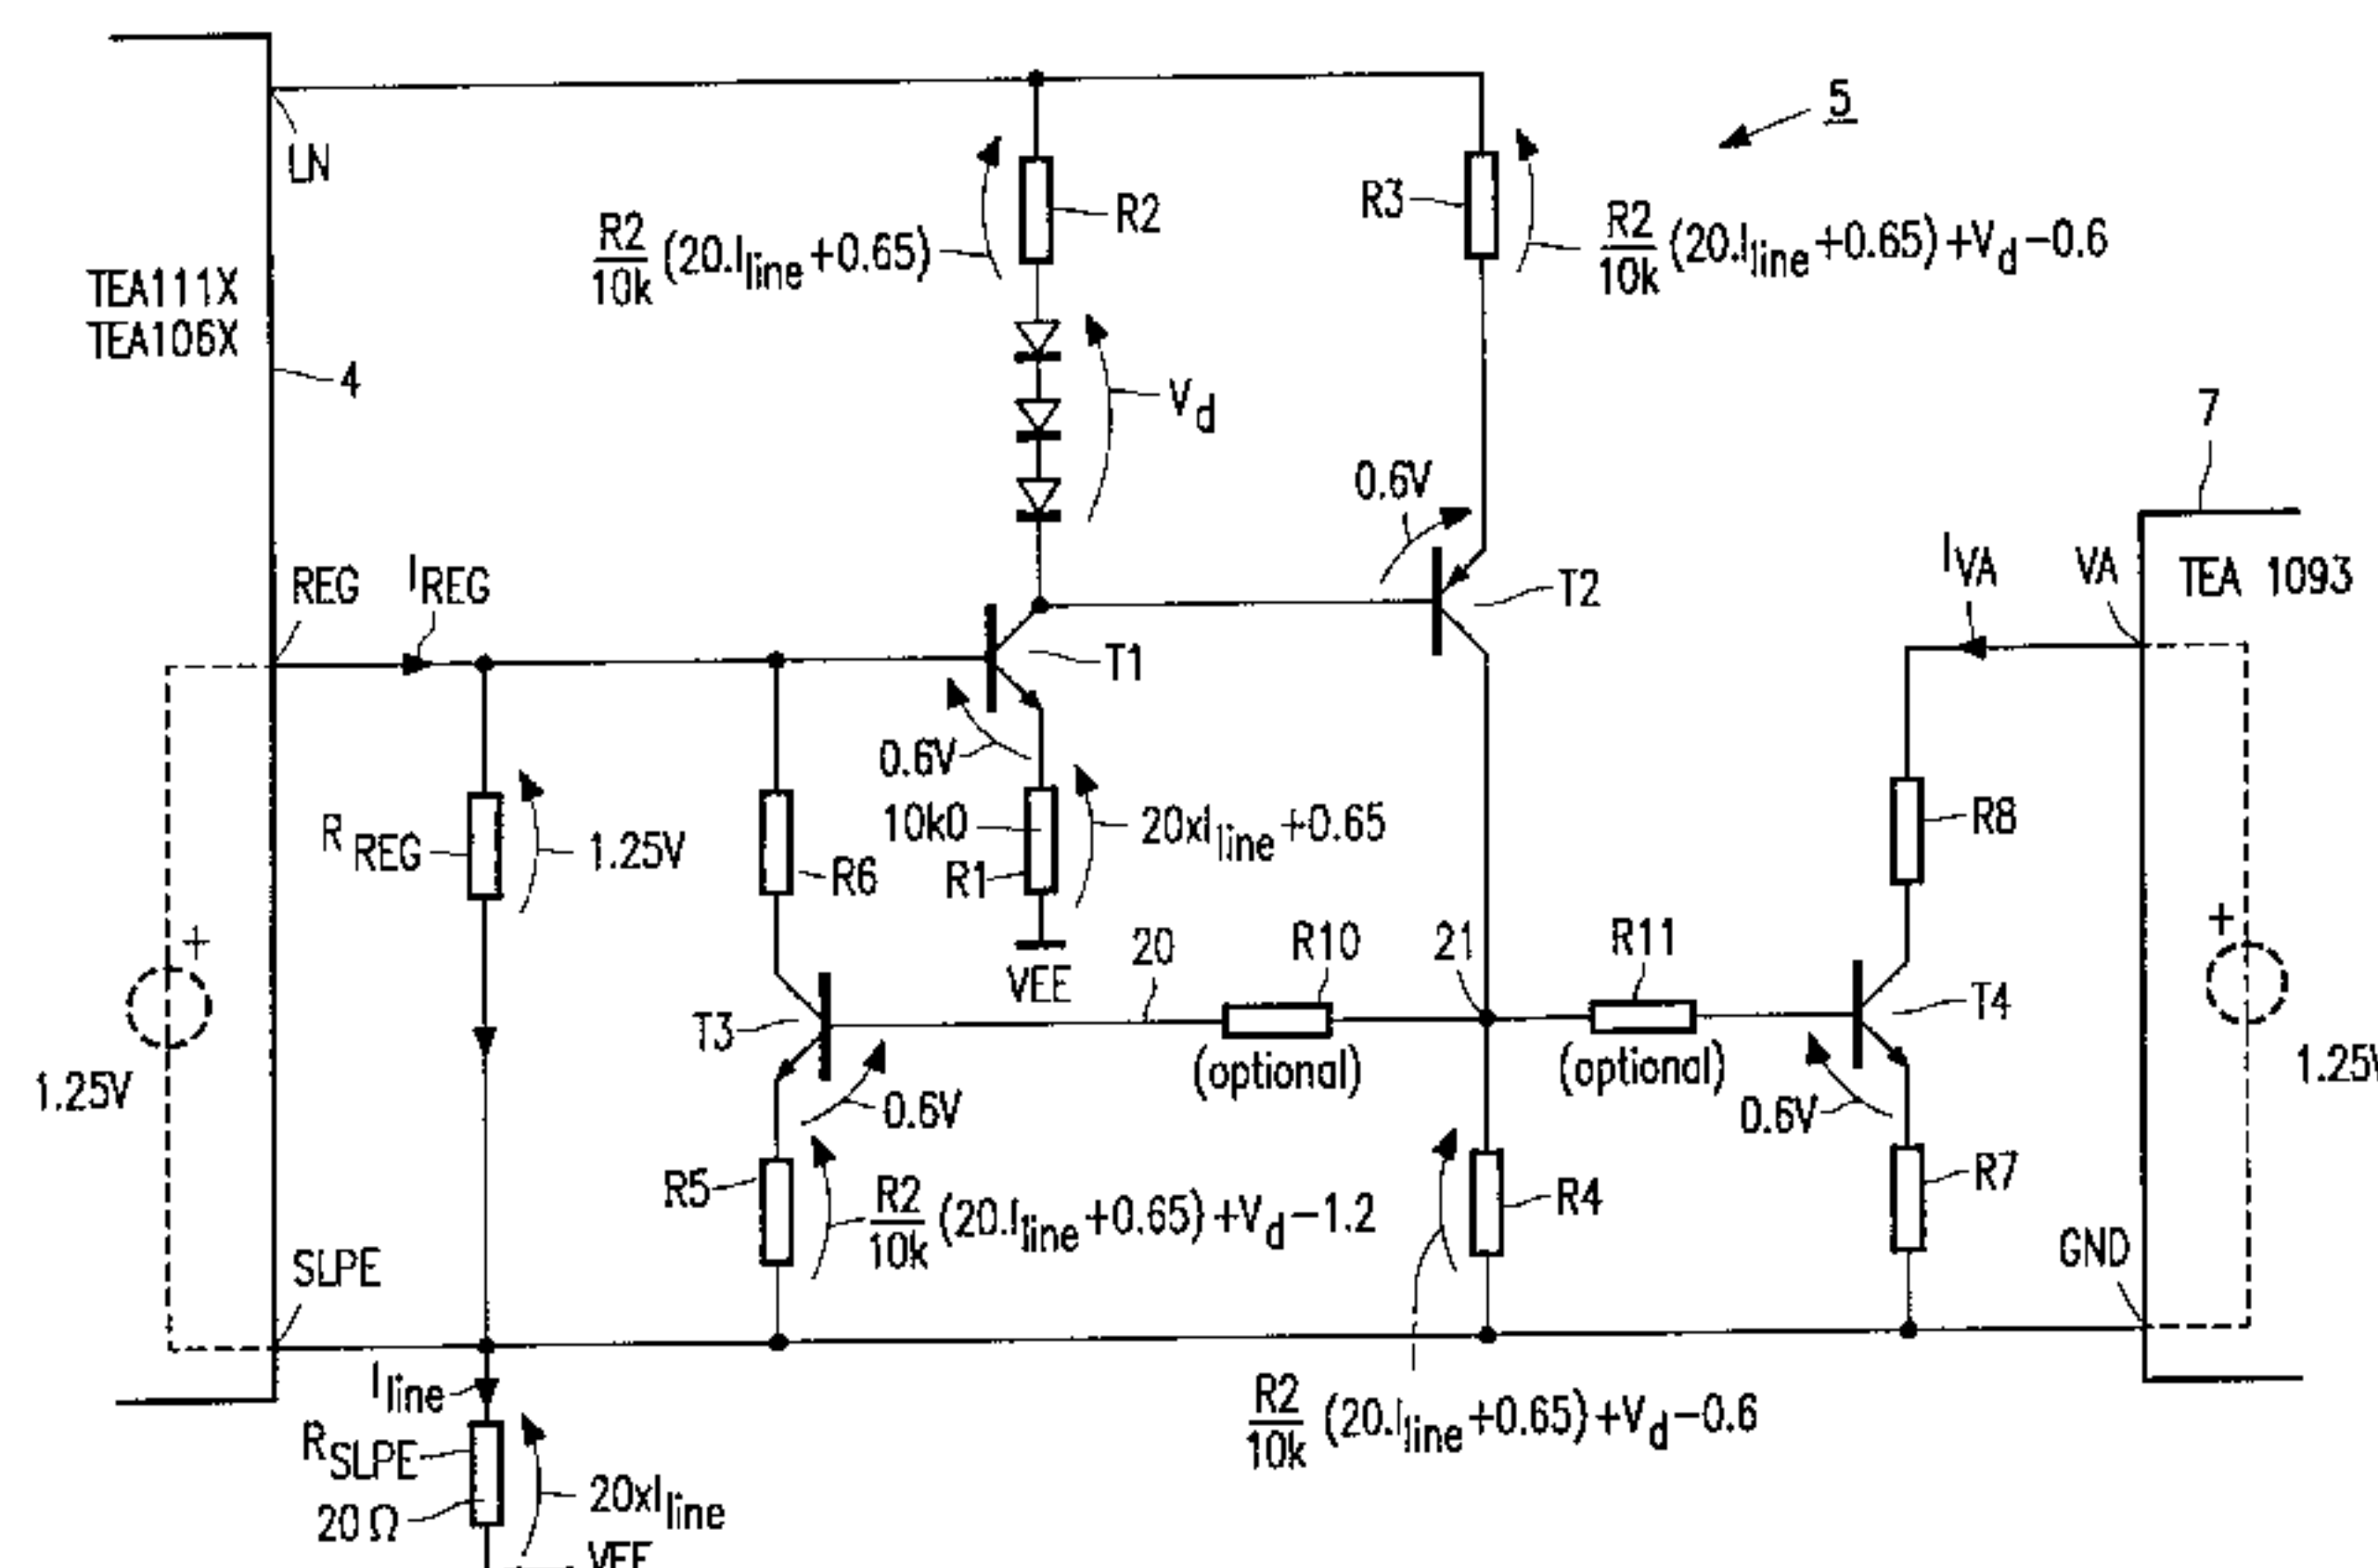 5
LN
R2
R3
R2/10k (20.Iline+0.65)
R2/10k (20.Iline+0.65)+Vd-0.6
TEA111X
TEA106X
4
Vd
7
0.6V
REG
IREG
T2
IVA
VA
TEA 1093
T1
0.6V
10k0
20xIline+0.65
R REG
1.25V
R6
R1
R8
+
VEE
20
R10
21
R11
+
T3
(optional)
(optional)
T4
1.25V
0.6V
0.6V
1.25V
R5
R2/10k (20.Iline+0.65)+Vd-1.2
R4
R7
SLPE
GND
Iline
R2/10k (20.Iline+0.65)+Vd-0.6
RSLPE
20Ω
20xIline
VEE